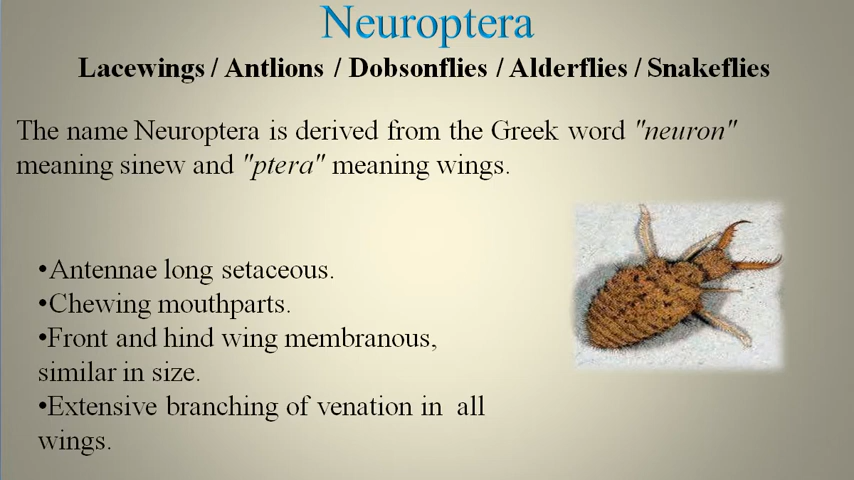 Neuroptera
Lacewings / Antlions / Dobsonflies / Alderflies / Snakeflies
The name Neuroptera is derived from the Greek word "neuron"
meaning sinew and "ptera" meaning wings.
•Antennae long setaceous.
•Chewing mouthparts.
•Front and hind wing membranous,
similar in size.
•Extensive branching of venation in all
wings.